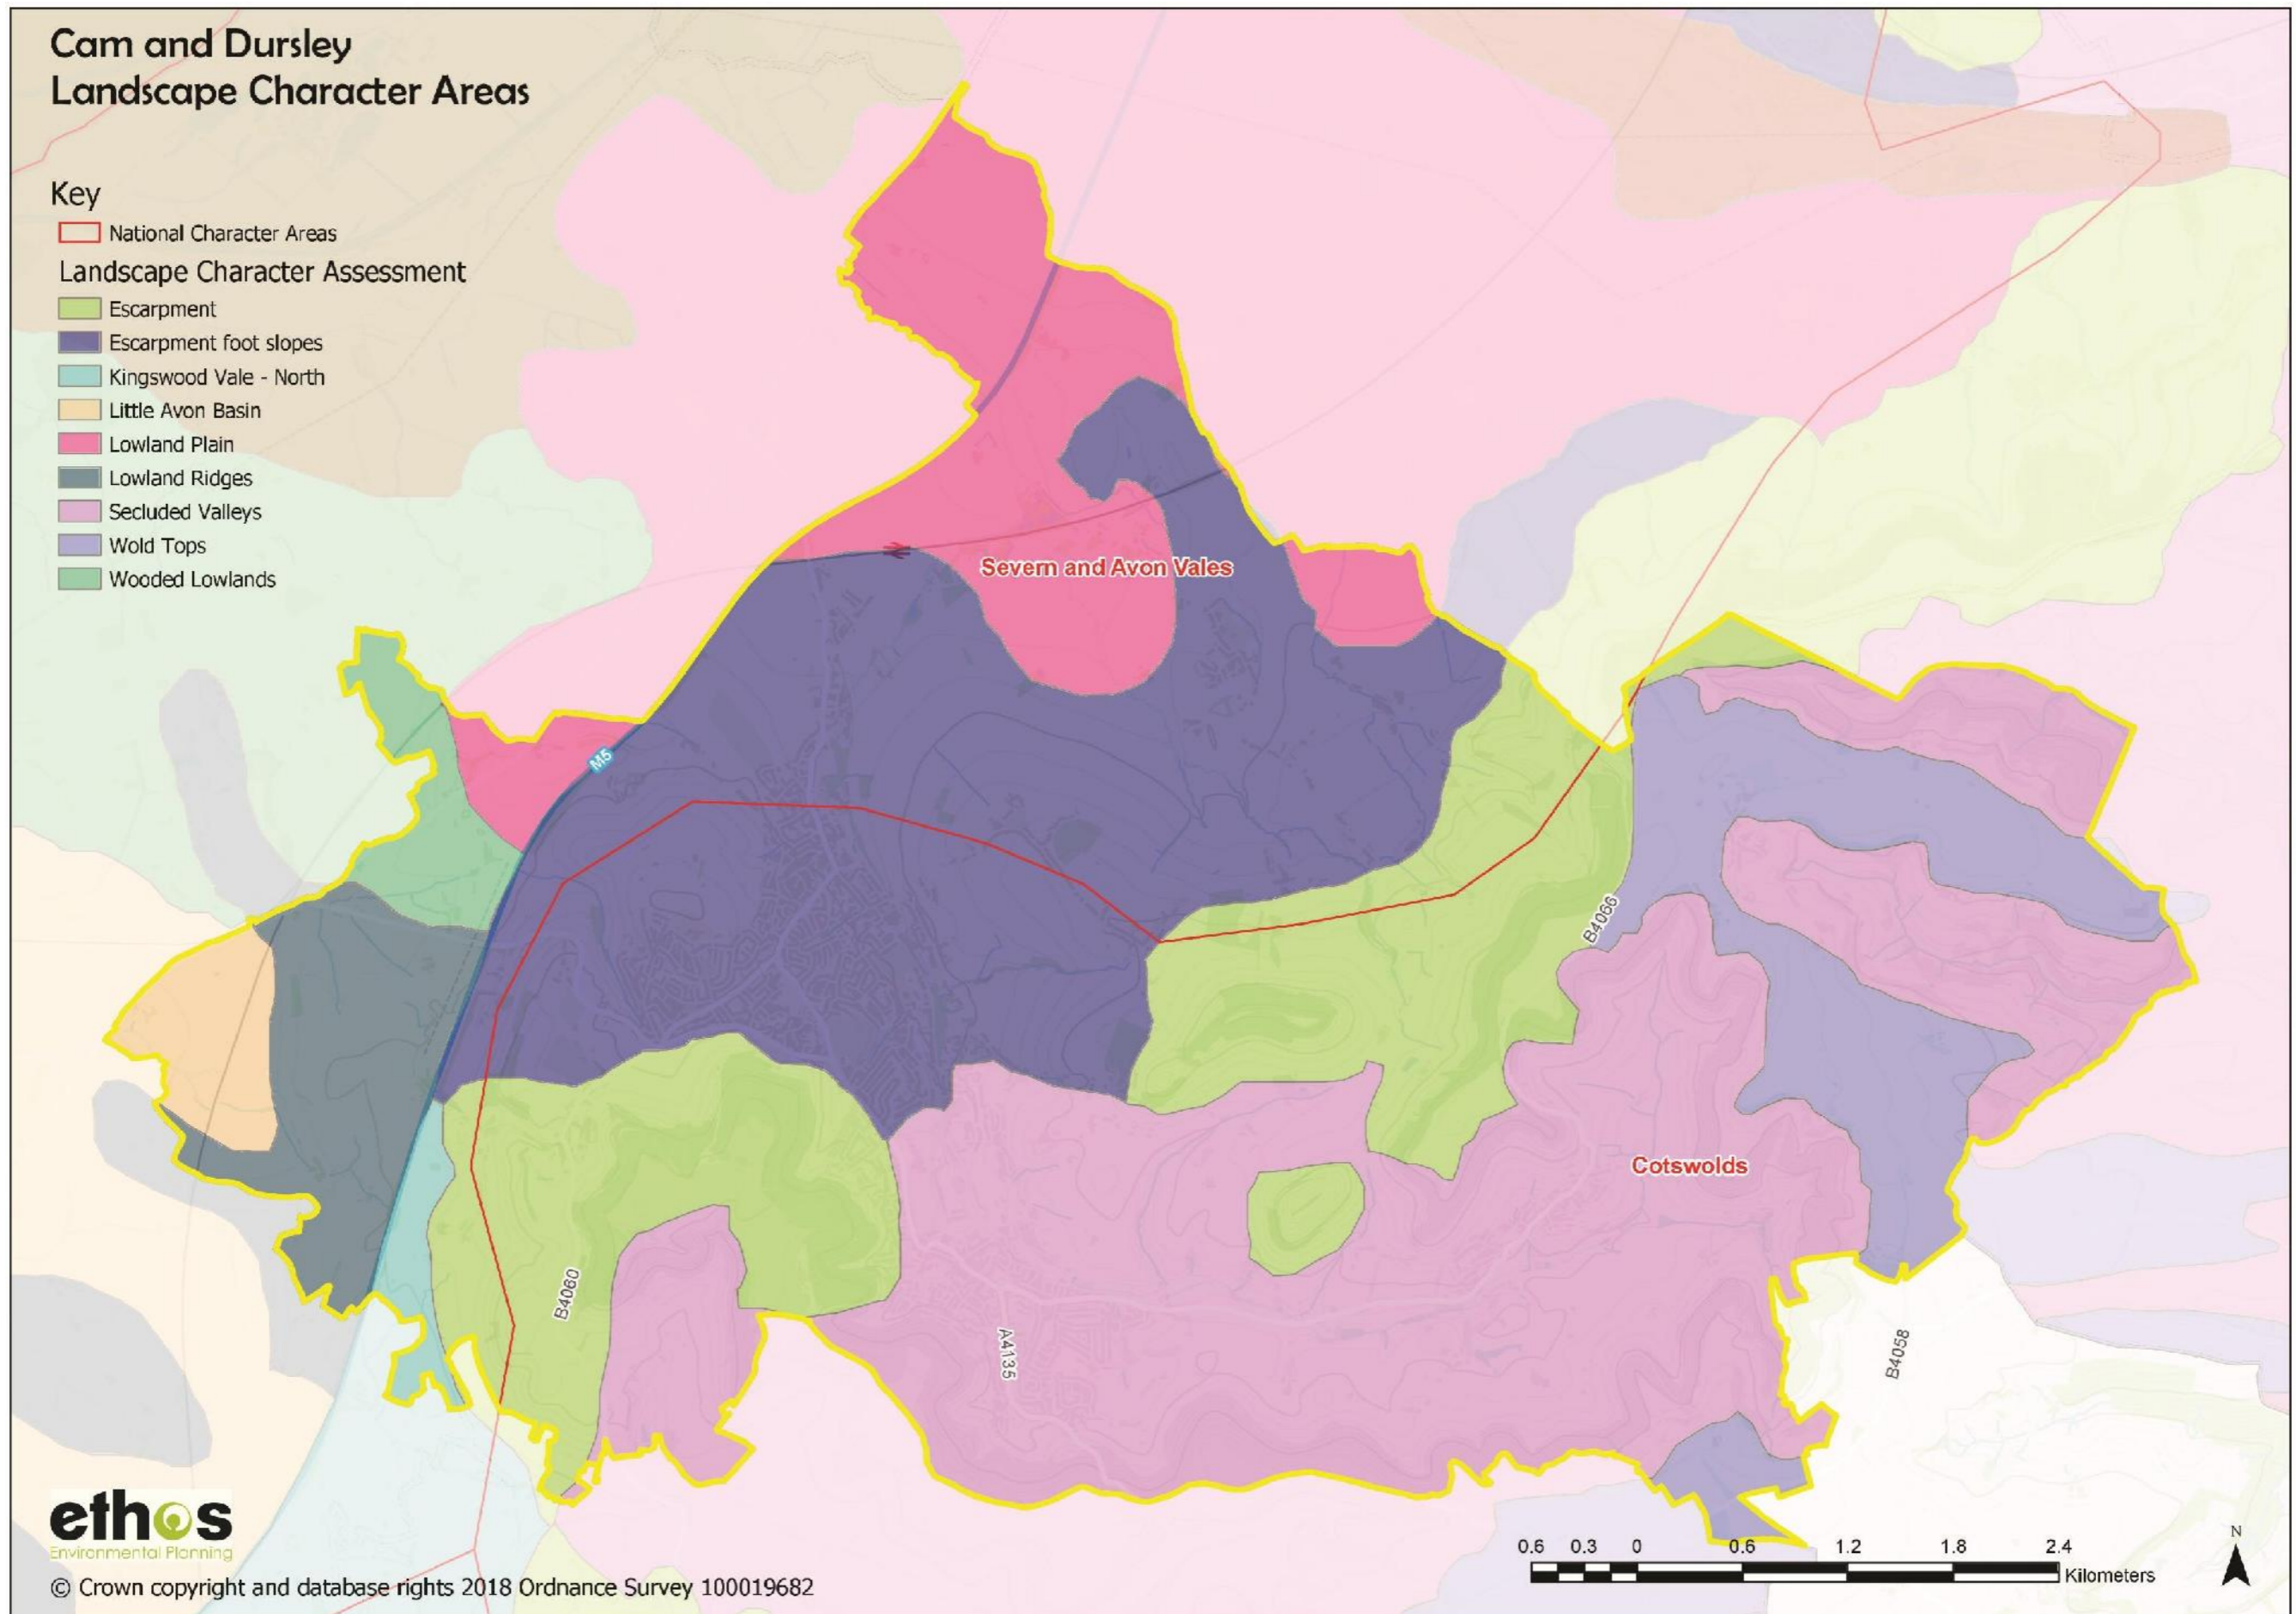 Cam and Dursley
Landscape Character Areas
Key
National Character Areas
Landscape Character Assessment
Escarpment
Escarpment foot slopes
Kingswood Vale - North
Little Avon Basin
Lowland Plain
Lowland Ridges
Secluded Valleys
Wold Tops
Wooded Lowlands
Severn and Avon Vales
M5
B4066
Cotswolds
B4060
A4135
B4058
ethos
Environmental Planning
© Crown copyright and database rights 2018 Ordnance Survey 100019682
0.6 0.3 0 0.6 1.2 1.8 2.4
Kilometers
N